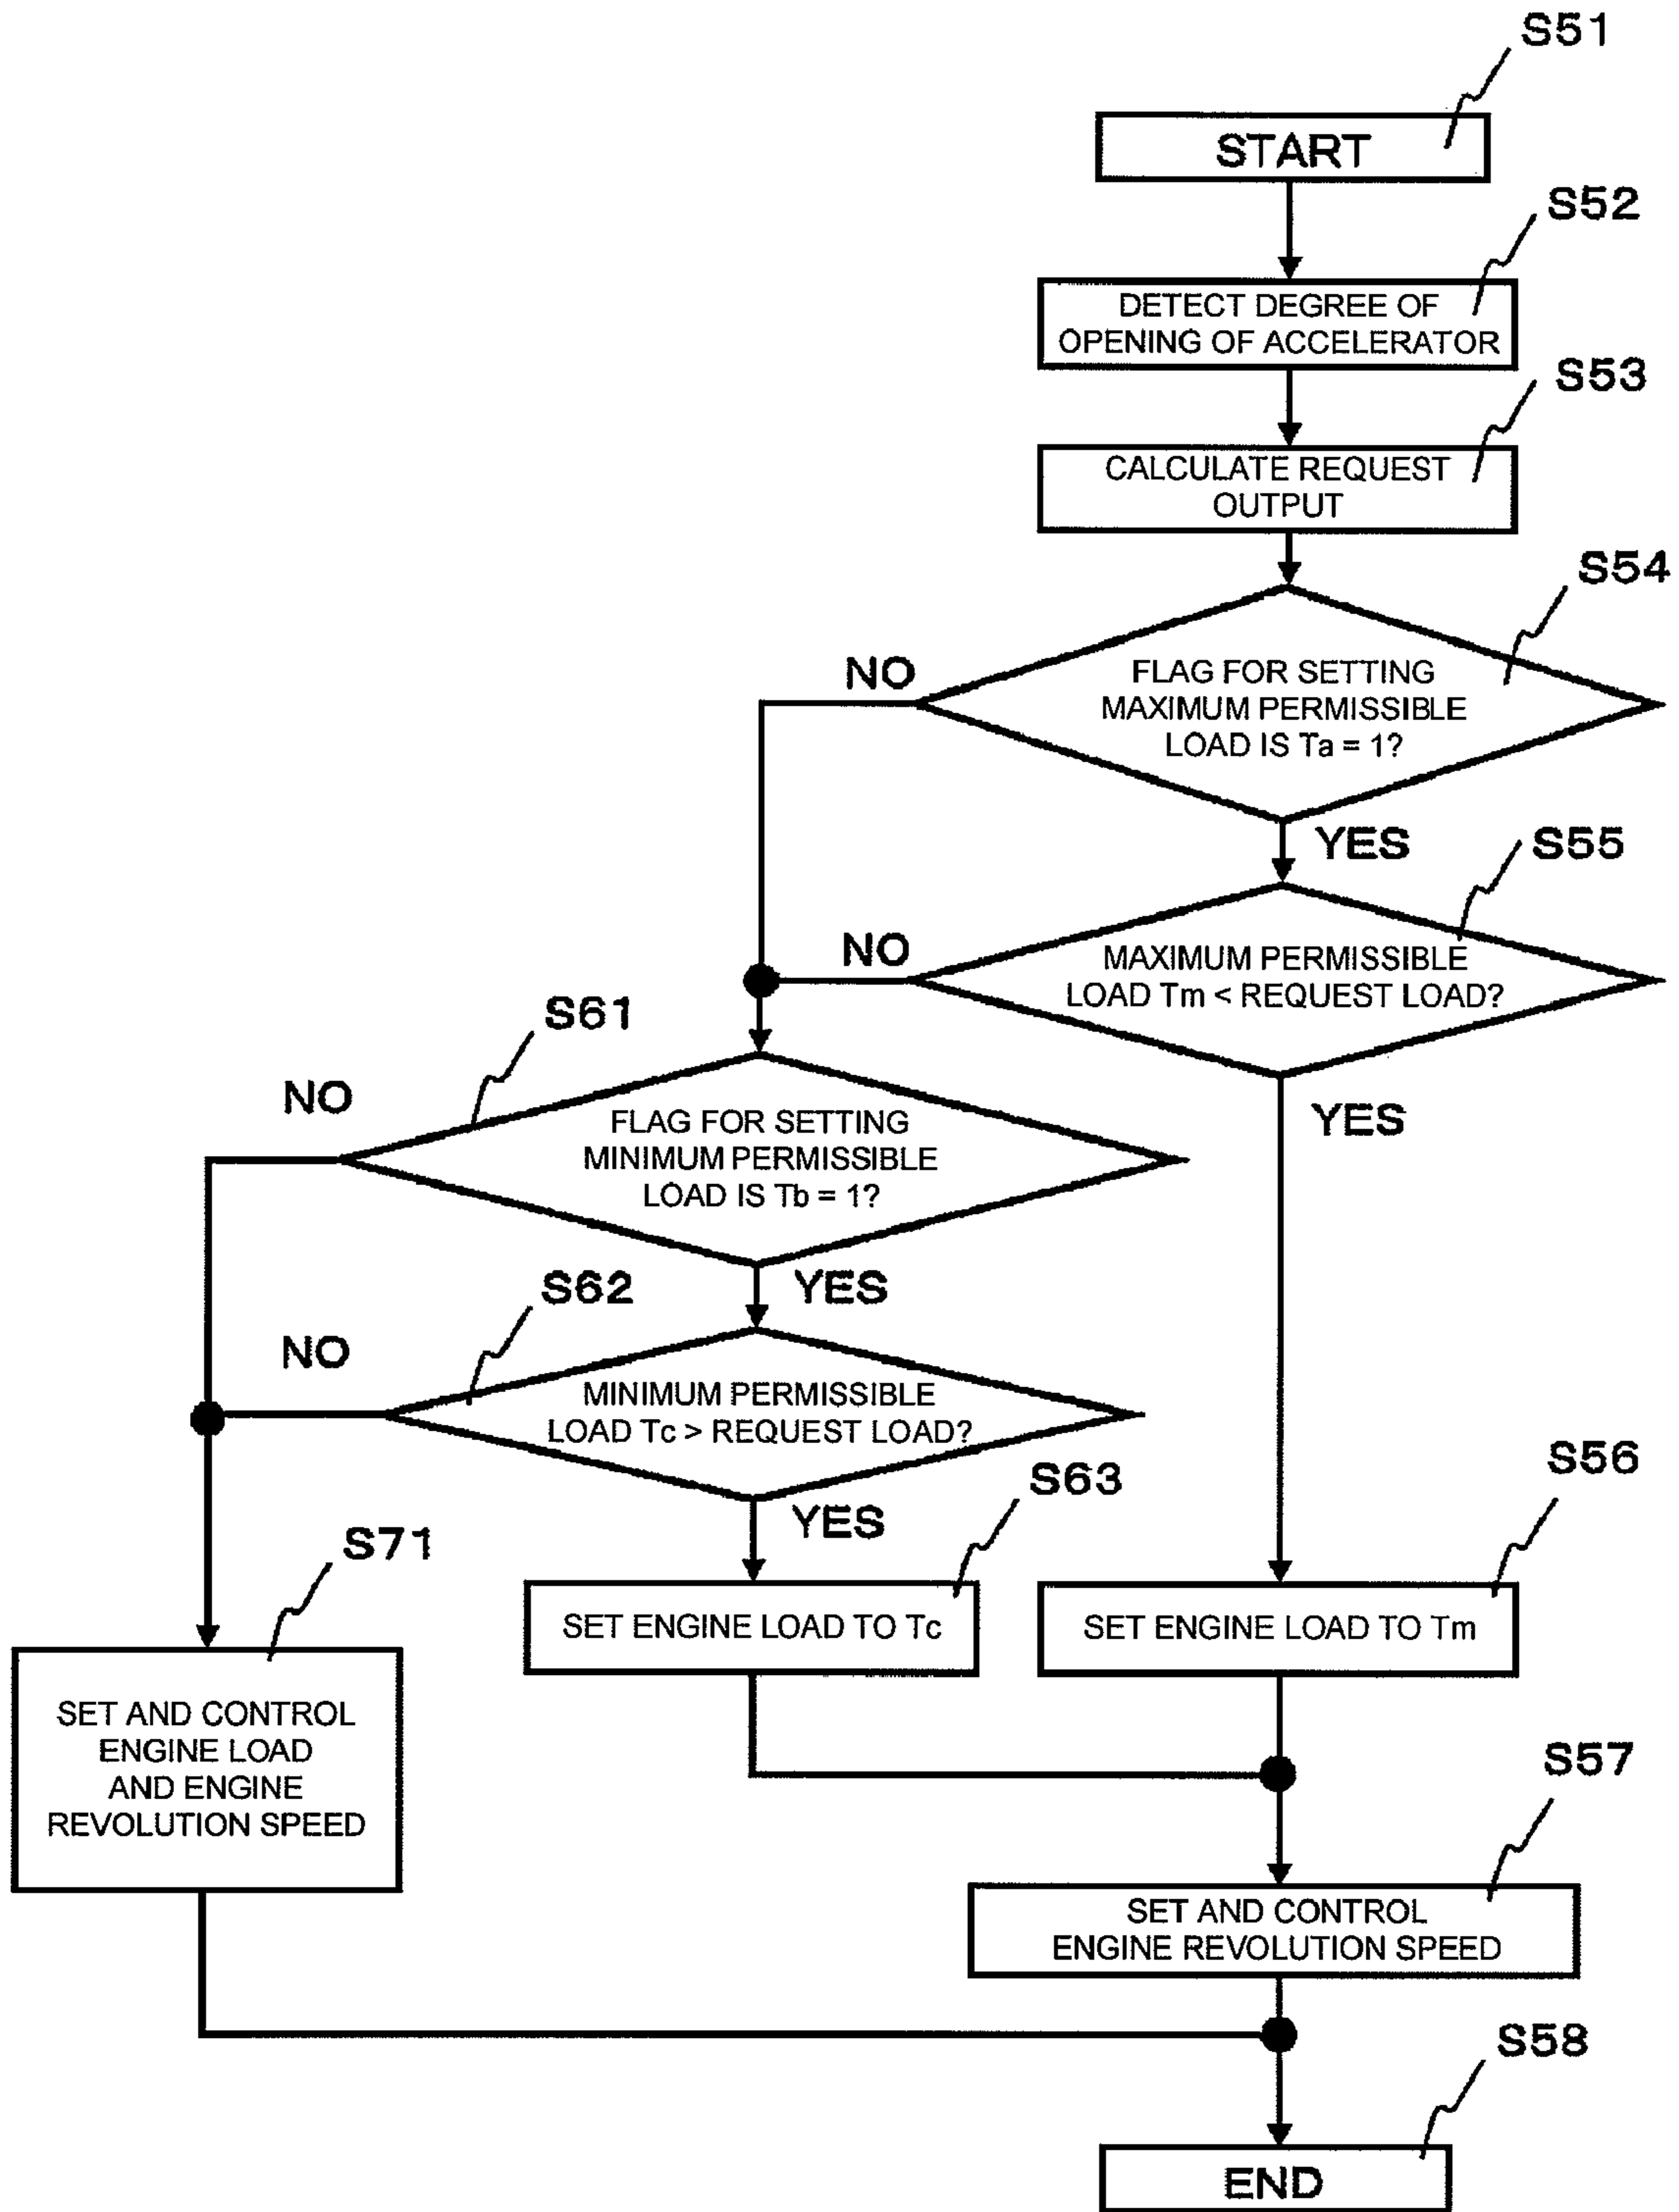 S51
START
S52
DETECT DEGREE OF
OPENING OF ACCELERATOR
S53
CALCULATE REQUEST
OUTPUT
S54
FLAG FOR SETTING
MAXIMUM PERMISSIBLE
LOAD IS Ta = 1?
NO
YES
S55
MAXIMUM PERMISSIBLE
LOAD Tm < REQUEST LOAD?
NO
YES
S61
FLAG FOR SETTING
MINIMUM PERMISSIBLE
LOAD IS Tb = 1?
NO
YES
S62
MINIMUM PERMISSIBLE
LOAD Tc > REQUEST LOAD?
NO
YES
S63
SET ENGINE LOAD TO Tc
S56
SET ENGINE LOAD TO Tm
S71
SET AND CONTROL
ENGINE LOAD
AND ENGINE
REVOLUTION SPEED
S57
SET AND CONTROL
ENGINE REVOLUTION SPEED
S58
END